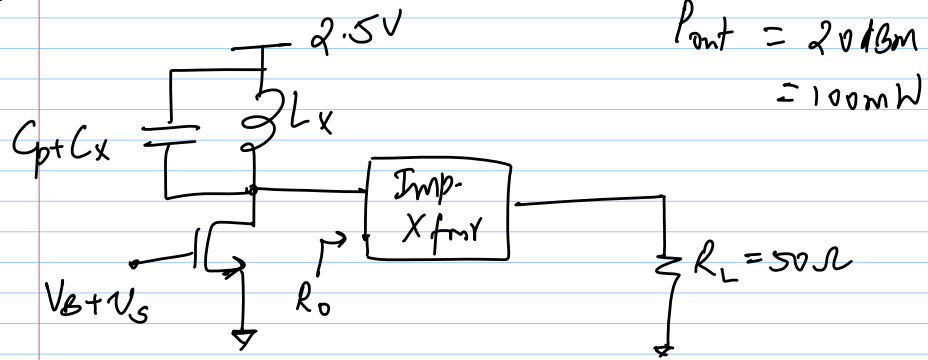 2.5V
Pout = 20dBm
= 100mW
Cp+Cx
Lx
Imp.
Xfmr
VB+vs
Ro
RL = 50Ω